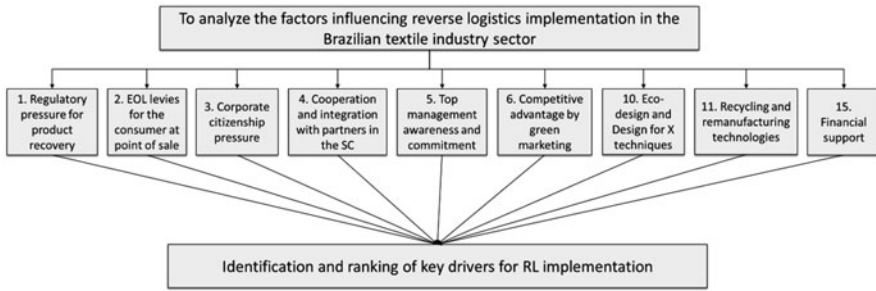 To analyze the factors influencing reverse logistics implementation in the
Brazilian textile industry sector
1. Regulatory
pressure for
product
recovery
2. EOL levies
for the
consumer at
point of sale
3. Corporate
citizenship
pressure
4. Cooperation
and integration
with partners in
the SC
5. Top
management
awareness and
commitment
6. Competitive
advantage by
green
marketing
10. Eco-
design and
Design for X
techniques
11. Recycling and
remanufacturing
technologies
15.
Financial
support
Identification and ranking of key drivers for RL implementation